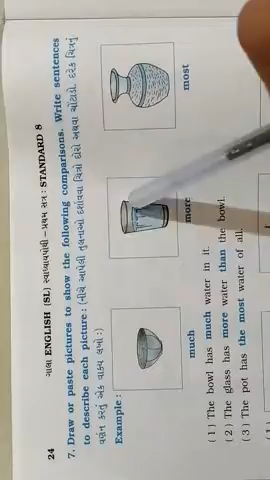 24 ગાલા ENGLISH (SL) સ્વાધ્યાયપોથી – પ્રથમ સત્ર : STANDARD 8
7. Draw or paste pictures to show the following comparisons. Write sentences
to describe each picture : (નીચે આપેલી તુલનાઓ દર્શાવવા ચિત્રો દોરો અથવા ચોંટાડો. દરેક ચિત્રનું
વર્ણન કરતું એક વાક્ય લખો :)
Example :
much more most
(1) The bowl has much water in it.
(2) The glass has more water than the bowl.
(3) The pot has the most water of all.